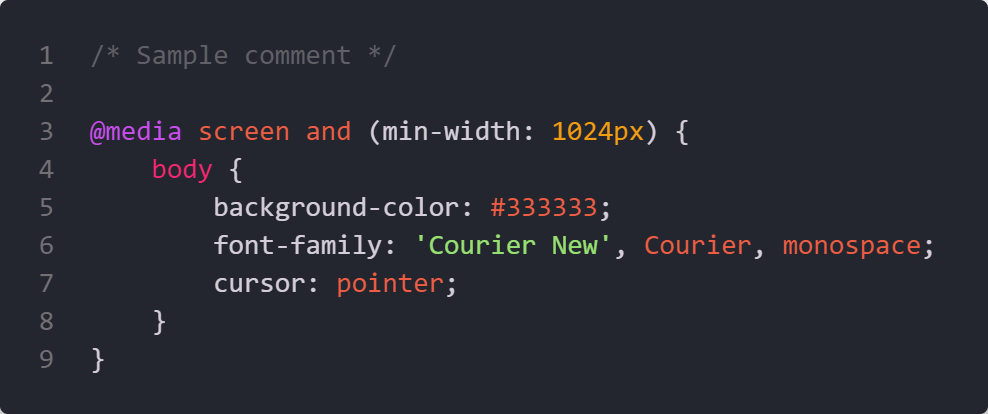 1 /* Sample comment */
2
3 @media screen and (min-width: 1024px) {
4     body {
5         background-color: #333333;
6         font-family: 'Courier New', Courier, monospace;
7         cursor: pointer;
8     }
9 }